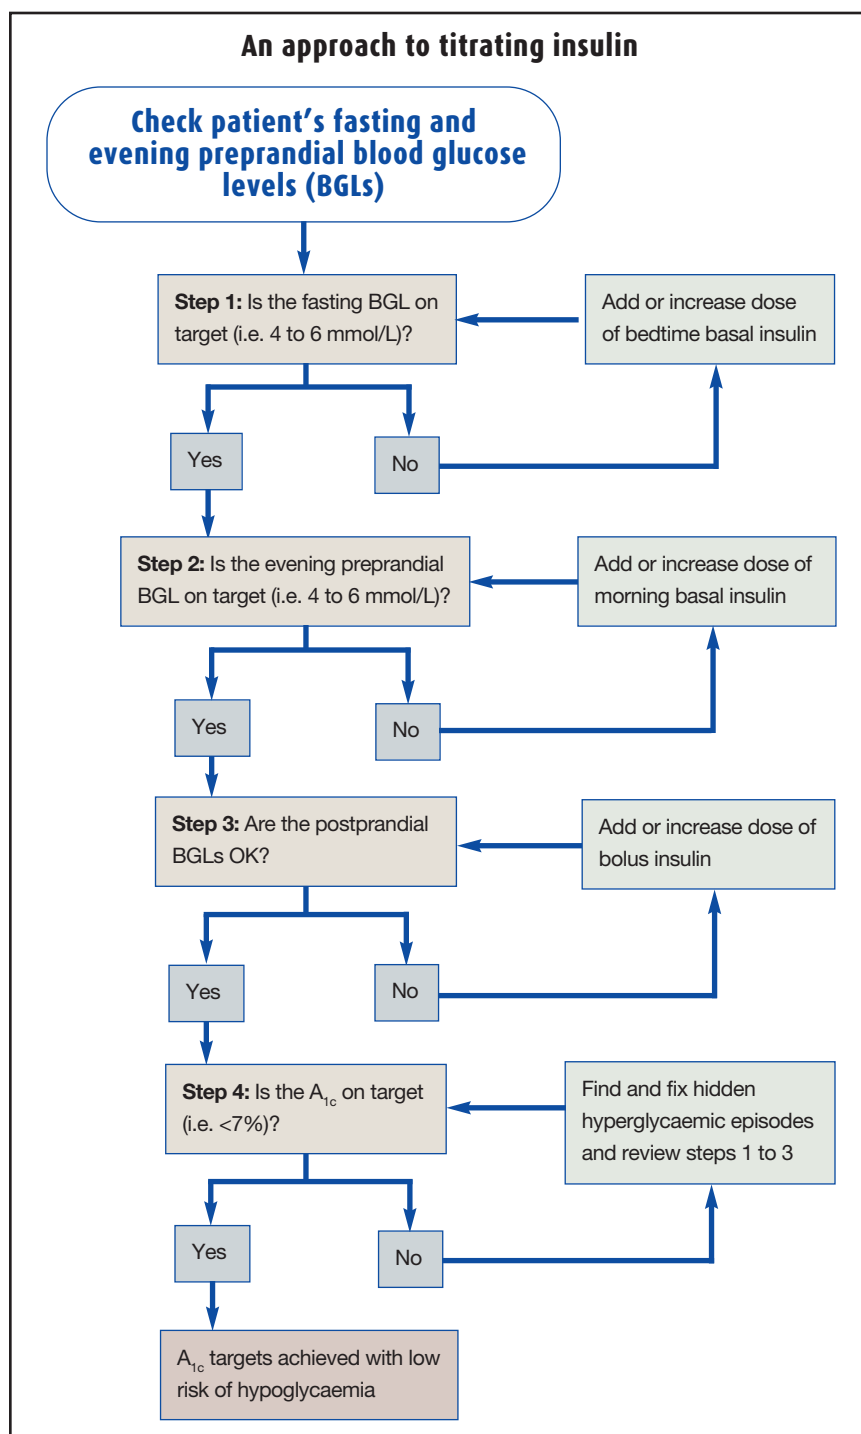 An approach to titrating insulin
Check patient's fasting and
evening preprandial blood glucose
levels (BGLs)
Step 1: Is the fasting BGL on
target (i.e. 4 to 6 mmol/L)?
Add or increase dose
of bedtime basal insulin
Yes
No
Step 2: Is the evening preprandial
BGL on target (i.e. 4 to 6 mmol/L)?
Add or increase dose of
morning basal insulin
Yes
No
Step 3: Are the postprandial
BGLs OK?
Add or increase dose of
bolus insulin
Yes
No
Step 4: Is the A1c on target
(i.e. <7%)?
Find and fix hidden
hyperglycaemic episodes
and review steps 1 to 3
Yes
No
A1c targets achieved with low
risk of hypoglycaemia